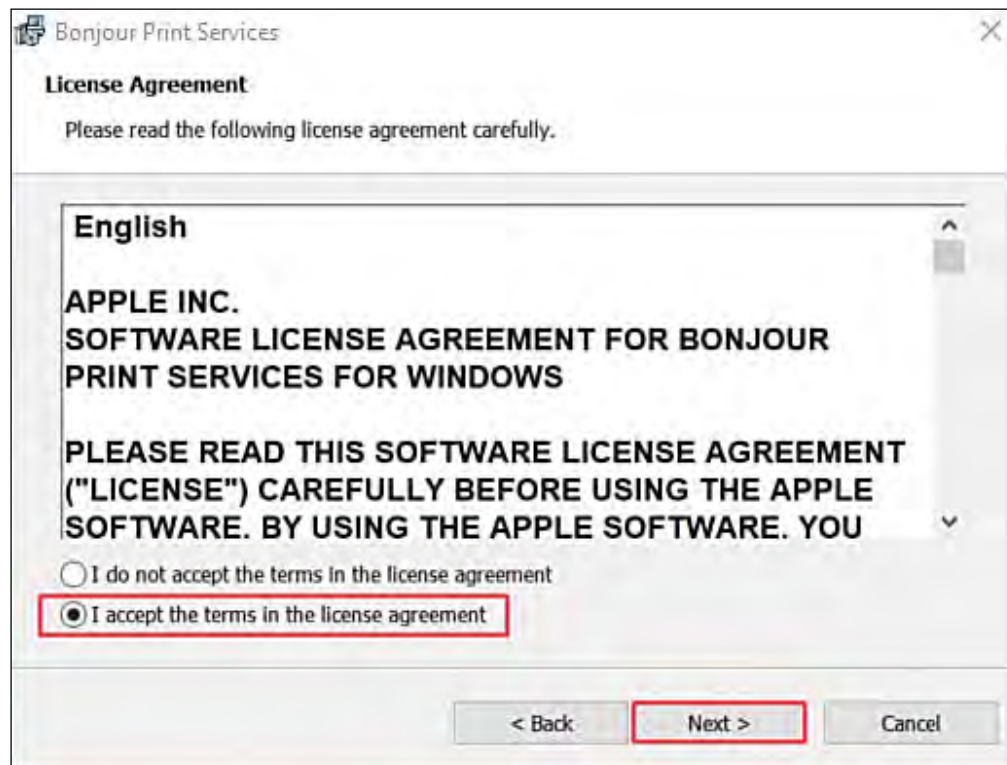 Bonjour Print Services
License Agreement
Please read the following license agreement carefully.
English
APPLE INC.
SOFTWARE LICENSE AGREEMENT FOR BONJOUR
PRINT SERVICES FOR WINDOWS
PLEASE READ THIS SOFTWARE LICENSE AGREEMENT
("LICENSE") CAREFULLY BEFORE USING THE APPLE
SOFTWARE. BY USING THE APPLE SOFTWARE. YOU
I do not accept the terms in the license agreement
I accept the terms in the license agreement
< Back Next > Cancel